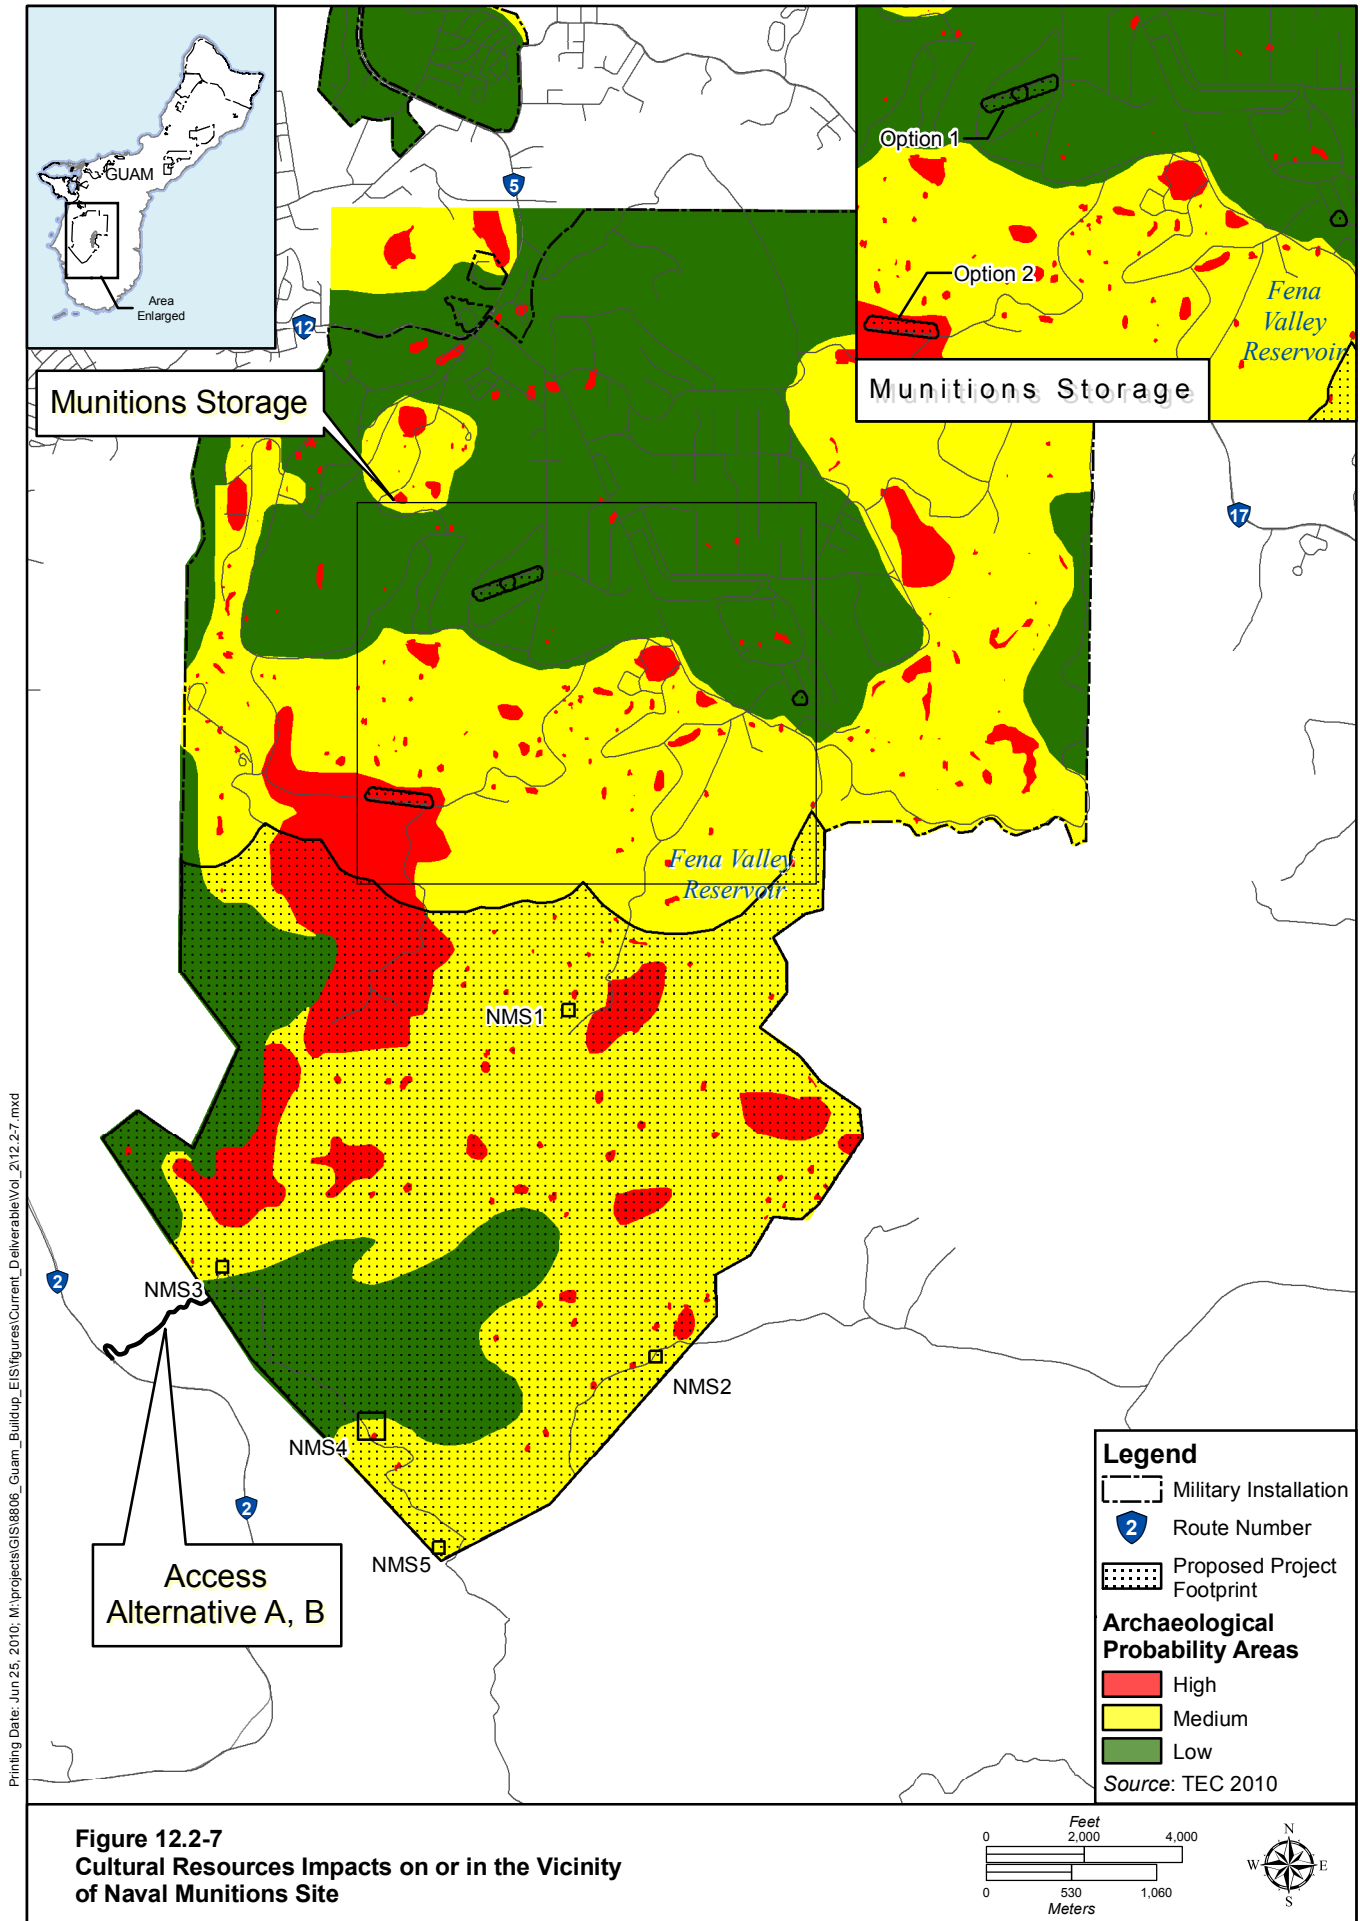 GUAM
Area
Enlarged
5
12
Munitions Storage
Option 1
Option 2
Fena
Valley
Reservoir
Munitions Storage
17
Fena Valley
Reservoir
NMS1
NMS3
2
NMS2
NMS4
2
NMS5
Access
Alternative A, B
Legend
Military Installation
2 Route Number
Proposed Project
Footprint
Archaeological
Probability Areas
High
Medium
Low
Source: TEC 2010
Printing Date: Jun 25, 2010; M:\projects\GIS\8806_Guam_Buildup_EIS\figures\Current_Deliverable\Vol_2\12.2-7.mxd
Figure 12.2-7
Cultural Resources Impacts on or in the Vicinity
of Naval Munitions Site
Feet
0 2,000 4,000
0 530 1,060
Meters
N
W E
S